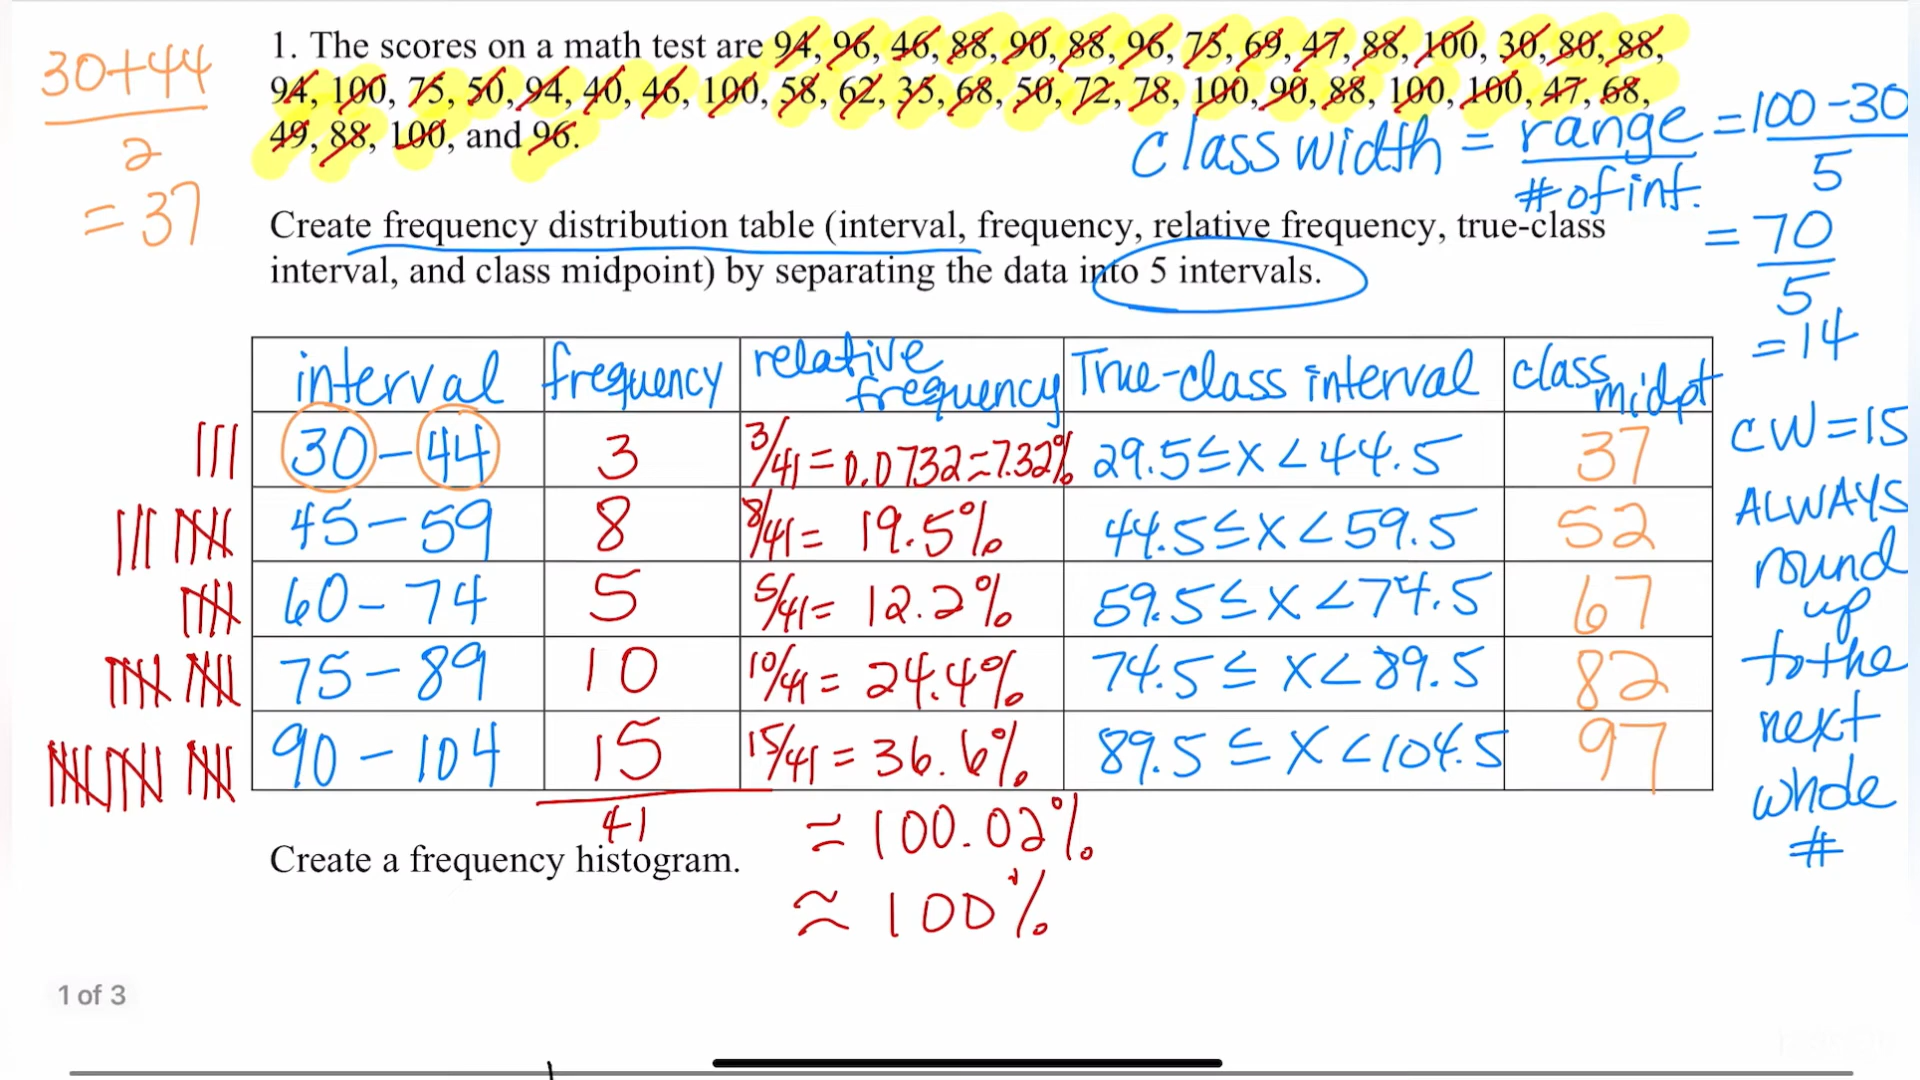 30+44
2
= 37
1. The scores on a math test are 94, 96, 46, 88, 90, 88, 96, 75, 69, 47, 88, 100, 30, 80, 88,
94, 100, 75, 50, 94, 40, 46, 100, 58, 62, 35, 68, 50, 72, 78, 100, 90, 88, 100, 100, 47, 68,
49, 88, 100, and 96.
class width = range / # of int. = 100-30 / 5
= 70 / 5
= 14
CW=15
ALWAYS
round
up
to the
next
whole
#
Create frequency distribution table (interval, frequency, relative frequency, true-class
interval, and class midpoint) by separating the data into 5 intervals.
interval frequency relative frequency True-class interval class midpt
30-44 3 3/41 = 0.0732=7.32% 29.5≤x<44.5 37
45-59 8 8/41= 19.5% 44.5≤x<59.5 52
60-74 5 5/41= 12.2% 59.5≤x<74.5 67
75-89 10 10/41= 24.4% 74.5≤x<89.5 82
90-104 15 15/41=36.6% 89.5≤x<104.5 97
41
= 100.02%
≈ 100%
Create a frequency histogram.
1 of 3